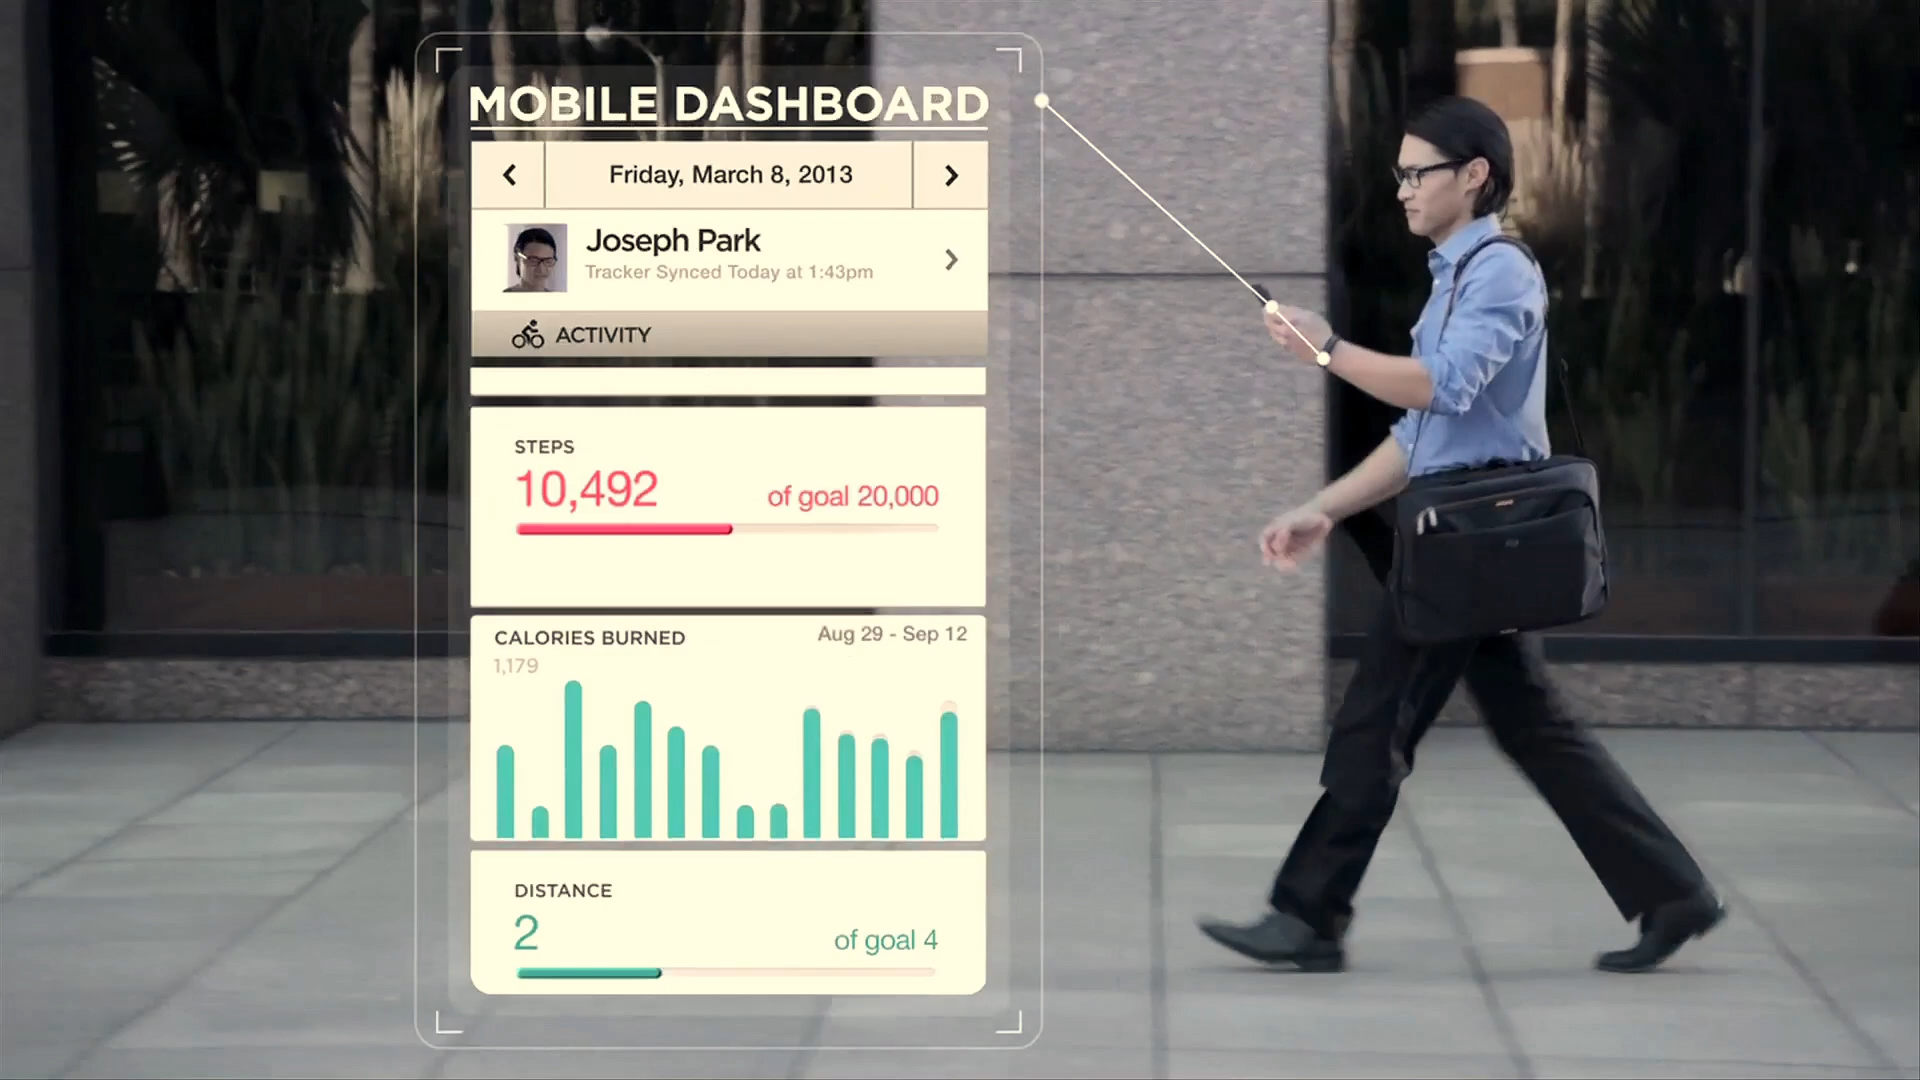 MOBILE DASHBOARD
Friday, March 8, 2013
Joseph Park
Tracker Synced Today at 1:43pm
ACTIVITY
STEPS
10,492
of goal 20,000
CALORIES BURNED
Aug 29 - Sep 12
1,179
DISTANCE
2
of goal 4